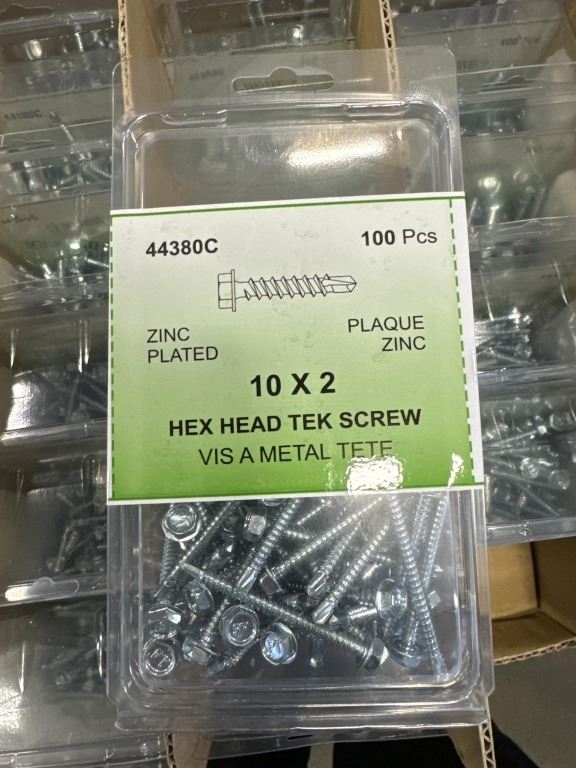 44380C
100 Pcs
ZINC
PLATED
PLAQUE
ZINC
10 X 2
HEX HEAD TEK SCREW
VIS A METAL TETE